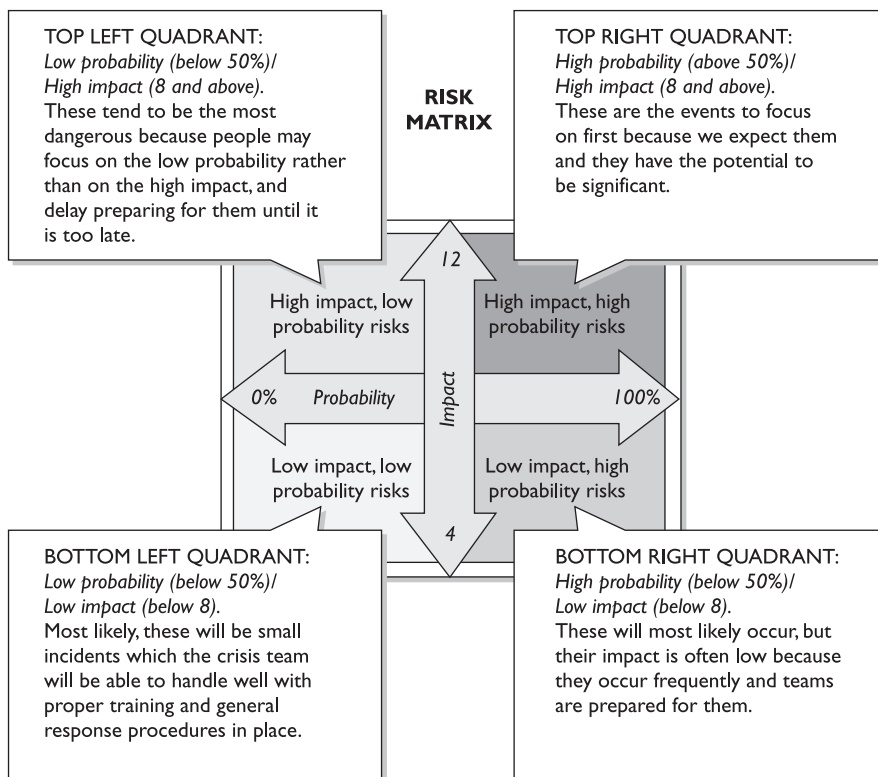 TOP LEFT QUADRANT:
Low probability (below 50%)/
High impact (8 and above).
These tend to be the most
dangerous because people may
focus on the low probability rather
than on the high impact, and
delay preparing for them until it
is too late.
RISK
MATRIX
TOP RIGHT QUADRANT:
High probability (above 50%)/
High impact (8 and above).
These are the events to focus
on first because we expect them
and they have the potential to
be significant.
12
High impact, low
probability risks
High impact, high
probability risks
0%
Probability
Impact
100%
Low impact, low
probability risks
Low impact, high
probability risks
4
BOTTOM LEFT QUADRANT:
Low probability (below 50%)/
Low impact (below 8).
Most likely, these will be small
incidents which the crisis team
will be able to handle well with
proper training and general
response procedures in place.
BOTTOM RIGHT QUADRANT:
High probability (below 50%)/
Low impact (below 8).
These will most likely occur, but
their impact is often low because
they occur frequently and teams
are prepared for them.